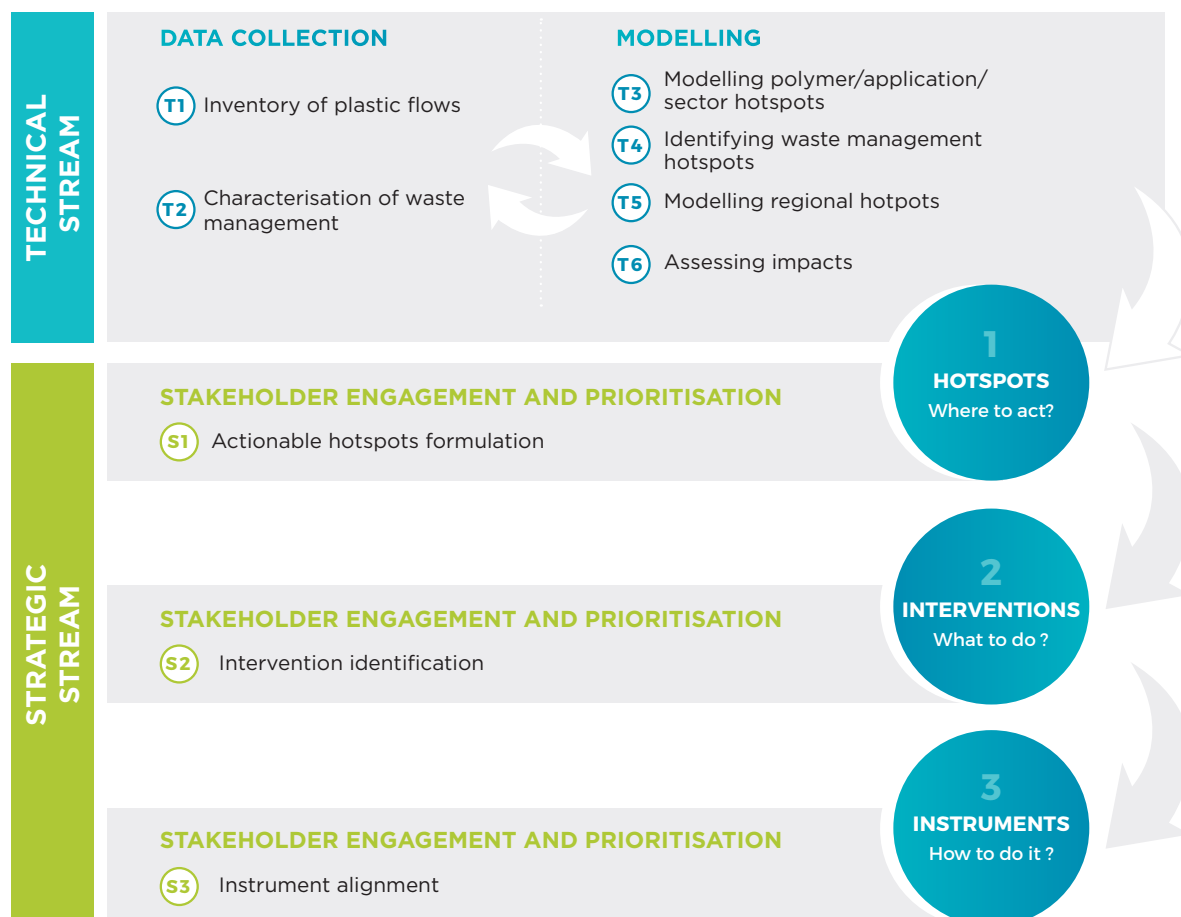 TECHNICAL
STREAM
DATA COLLECTION
T1 Inventory of plastic flows
T2 Characterisation of waste
management
MODELLING
T3 Modelling polymer/application/
sector hotspots
T4 Identifying waste management
hotspots
T5 Modelling regional hotpots
T6 Assessing impacts
1
HOTSPOTS
Where to act?
STRATEGIC
STREAM
STAKEHOLDER ENGAGEMENT AND PRIORITISATION
S1 Actionable hotspots formulation
2
INTERVENTIONS
What to do ?
STAKEHOLDER ENGAGEMENT AND PRIORITISATION
S2 Intervention identification
3
INSTRUMENTS
How to do it ?
STAKEHOLDER ENGAGEMENT AND PRIORITISATION
S3 Instrument alignment